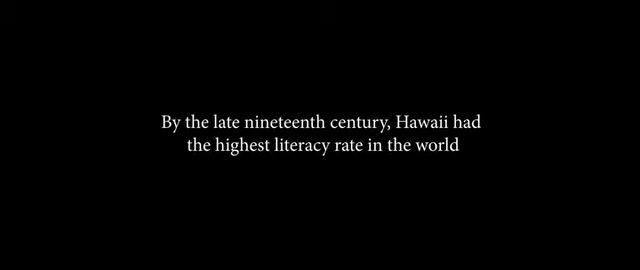 By the late nineteenth century, Hawaii had
the highest literacy rate in the world